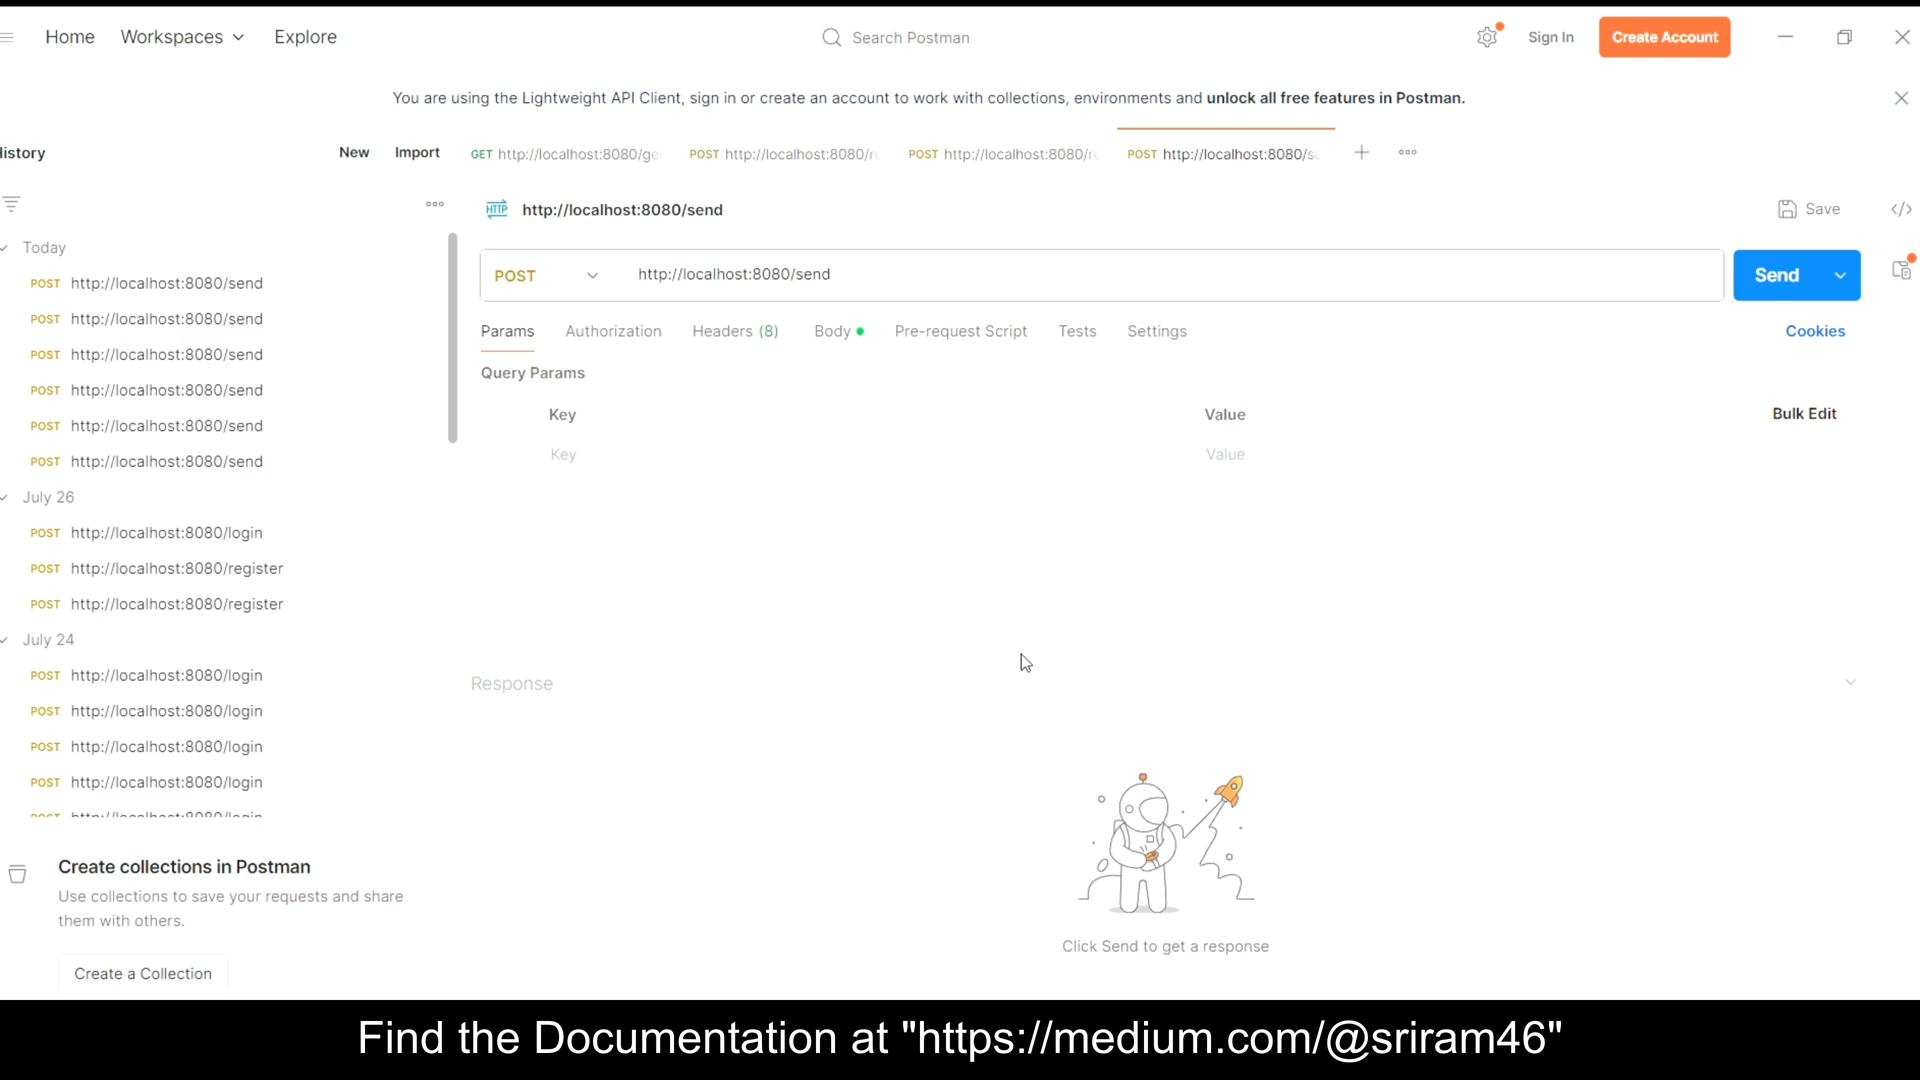 Home Workspaces Explore Search Postman Sign In Create Account
You are using the Lightweight API Client, sign in or create an account to work with collections, environments and unlock all free features in Postman.
History New Import GET http://localhost:8080/ge POST http://localhost:8080/r POST http://localhost:8080/r POST http://localhost:8080/s
HTTP http://localhost:8080/send Save
Today
POST http://localhost:8080/send
POST http://localhost:8080/send
POST http://localhost:8080/send
POST http://localhost:8080/send
POST http://localhost:8080/send
POST http://localhost:8080/send
July 26
POST http://localhost:8080/login
POST http://localhost:8080/register
POST http://localhost:8080/register
July 24
POST http://localhost:8080/login
POST http://localhost:8080/login
POST http://localhost:8080/login
POST http://localhost:8080/login
POST http://localhost:8080/send Send
Params Authorization Headers (8) Body Pre-request Script Tests Settings Cookies
Query Params
Key Value Bulk Edit
Key Value
Response
Click Send to get a response
Create collections in Postman
Use collections to save your requests and share
them with others.
Create a Collection
Find the Documentation at "https://medium.com/@sriram46"